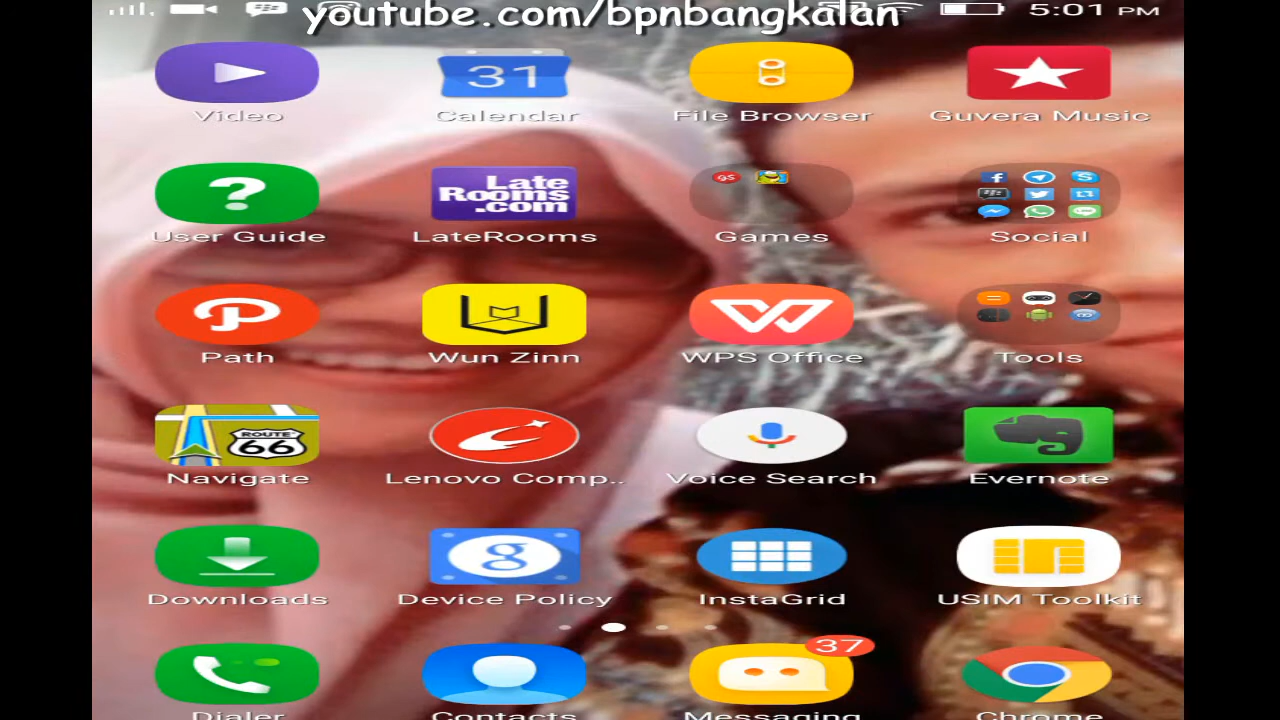 youtube.com/bpnbangkalan
5:01 PM
Video Calendar File Browser Guvera Music
31
?
Late
Rooms
.com
User Guide LateRooms Games Social
Path Wun Zinn WPS Office Tools
ROUTE
66
Navigate Lenovo Comp.. Voice Search Evernote
g
Downloads Device Policy InstaGrid USIM Toolkit
37
Dialer Contacts Messaging Chrome